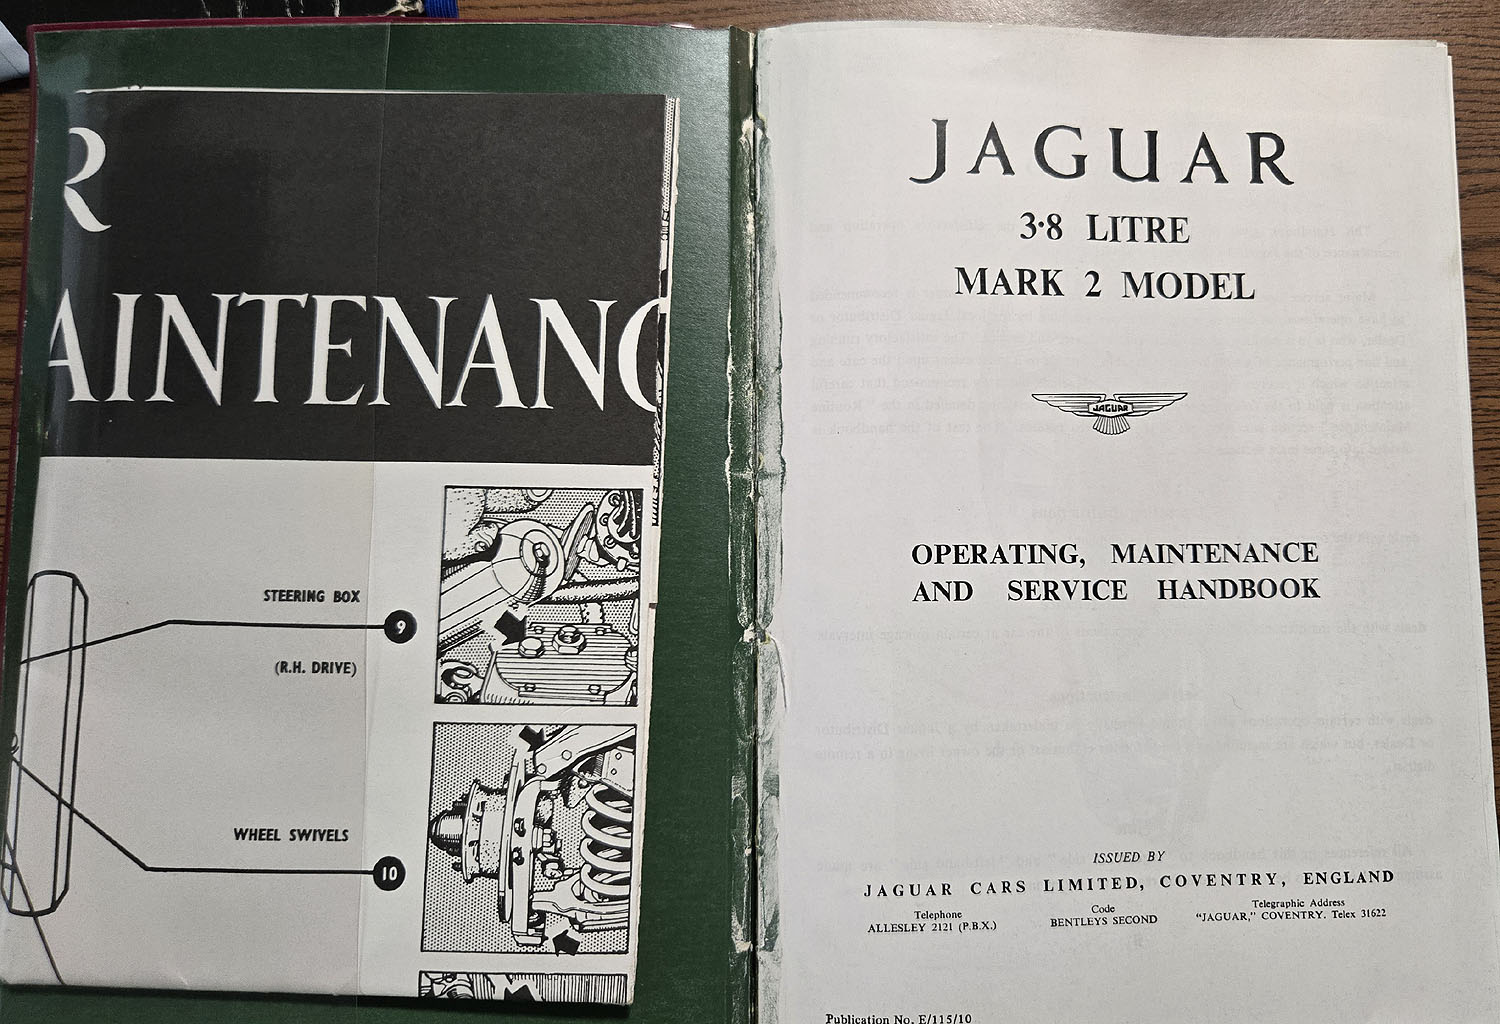 R
AINTENANC
STEERING BOX
9
(R.H. DRIVE)
WHEEL SWIVELS
10
JAGUAR
3·8 LITRE
MARK 2 MODEL
JAGUAR
OPERATING, MAINTENANCE
AND SERVICE HANDBOOK
ISSUED BY
JAGUAR CARS LIMITED, COVENTRY, ENGLAND
Telephone
ALLESLEY 2121 (P.B.X.)
Code
BENTLEYS SECOND
Telegraphic Address
"JAGUAR," COVENTRY. Telex 31622
Publication No. E/115/10